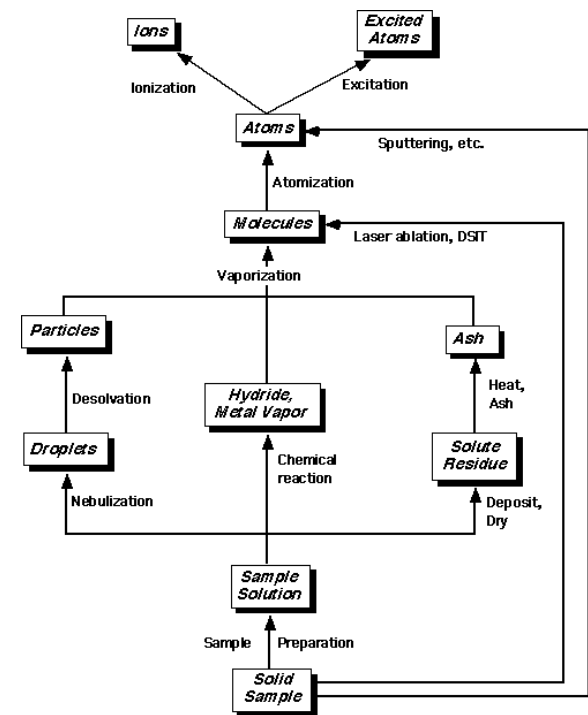 Ions
Excited
Atoms
Ionization
Excitation
Atoms
Sputtering, etc.
Atomization
Molecules
Laser ablation, DSIT
Vaporization
Particles
Ash
Desolvation
Hydride,
Metal Vapor
Heat,
Ash
Droplets
Chemical
reaction
Solute
Residue
Nebulization
Deposit,
Dry
Sample
Solution
Sample Preparation
Solid
Sample